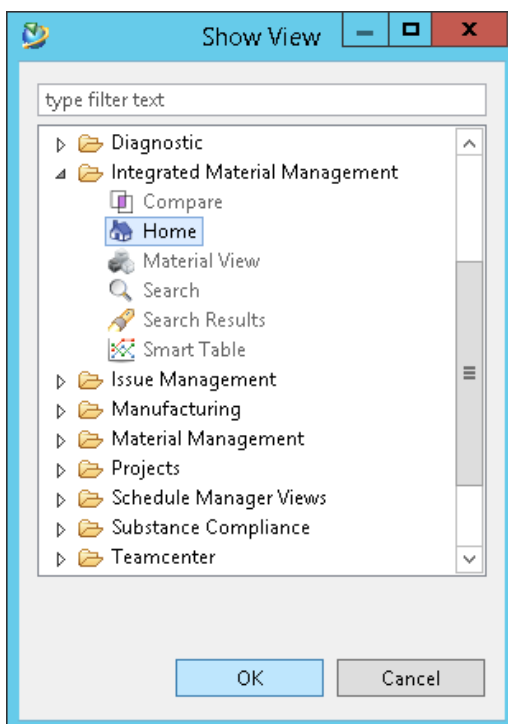 Show View
type filter text
Diagnostic
Integrated Material Management
Compare
Home
Material View
Search
Search Results
Smart Table
Issue Management
Manufacturing
Material Management
Projects
Schedule Manager Views
Substance Compliance
Teamcenter
OK Cancel